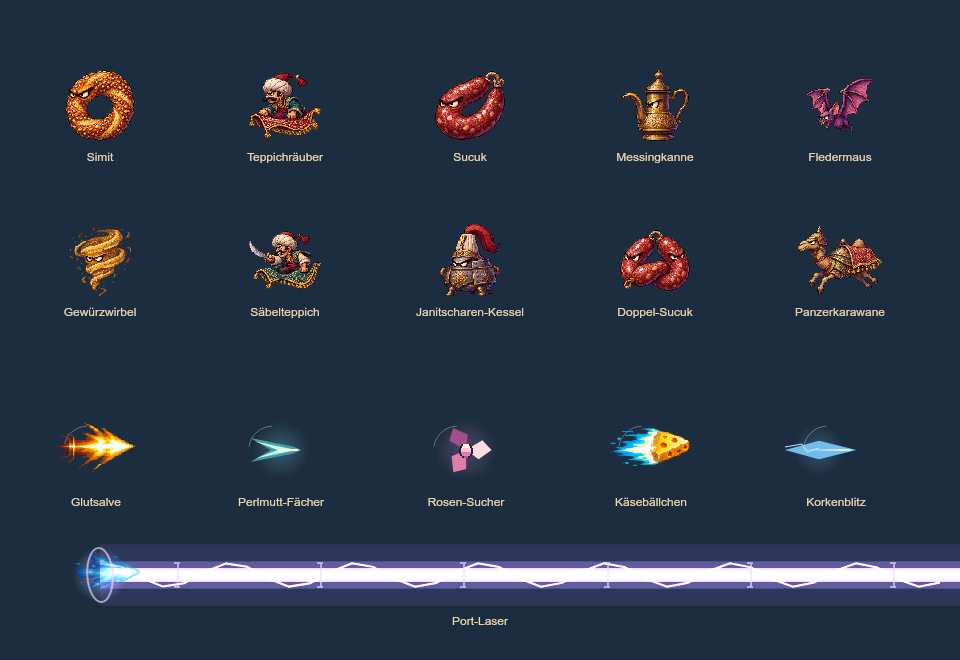 Simit
Teppichräuber
Sucuk
Messingkanne
Fledermaus
Gewürzwirbel
Säbelteppich
Janitscharen-Kessel
Doppel-Sucuk
Panzerkarawane
Glutsalve
Perlmutt-Fächer
Rosen-Sucher
Käsebällchen
Korkenblitz
Port-Laser